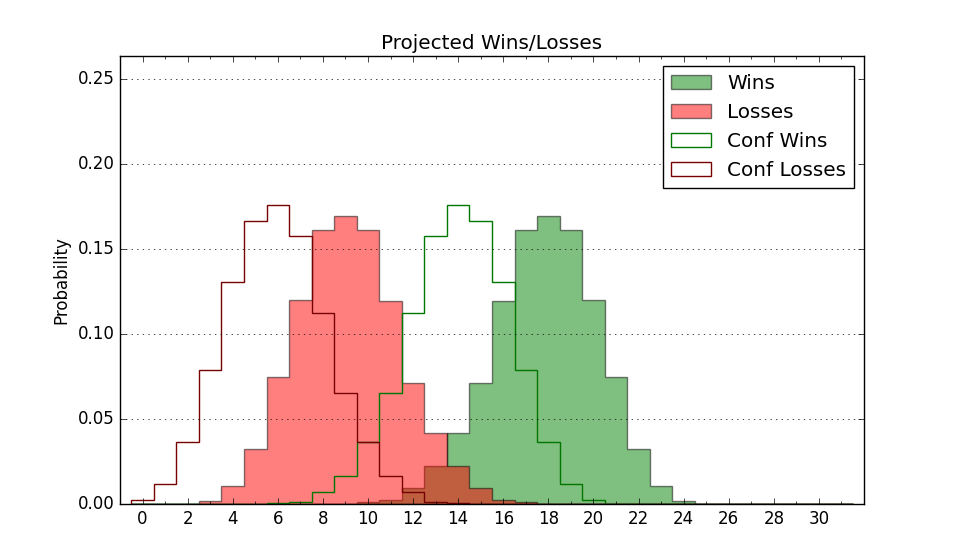 Projected Wins/Losses
0.25
0.20
0.15
0.10
0.05
0.00
Probability
Wins
Losses
Conf Wins
Conf Losses
0 2 4 6 8 10 12 14 16 18 20 22 24 26 28 30